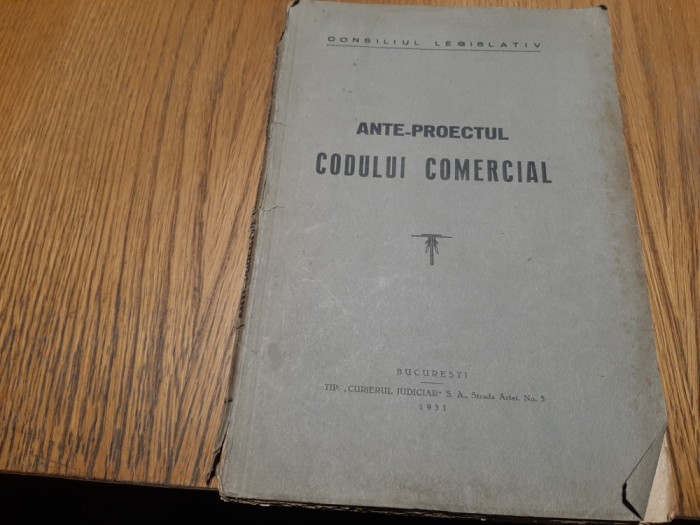 CONSILIUL LEGISLATIV
ANTE-PROECTUL
CODULUI COMERCIAL
BUCUREȘTI
TIP. „CURIERUL JUDICIAR" S. A., Strada Artei, No. 5
1931